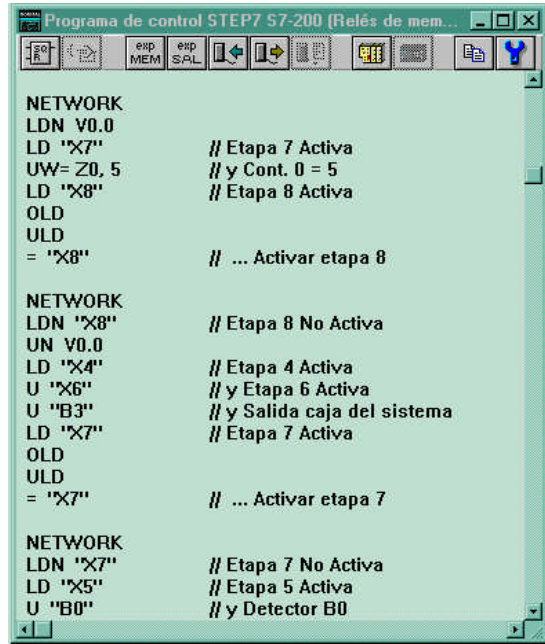 Programa de control STEP7 S7-200 (Relés de mem...
exp MEM
exp SAL
NETWORK
LDN V0.0
LD "X7" // Etapa 7 Activa
UW= Z0, 5 // y Cont. 0 = 5
LD "X8" // Etapa 8 Activa
OLD
ULD
= "X8" // ... Activar etapa 8
NETWORK
LDN "X8" // Etapa 8 No Activa
UN V0.0
LD "X4" // Etapa 4 Activa
U "X6" // y Etapa 6 Activa
U "B3" // y Salida caja del sistema
LD "X7" // Etapa 7 Activa
OLD
ULD
= "X7" // ... Activar etapa 7
NETWORK
LDN "X7" // Etapa 7 No Activa
LD "X5" // Etapa 5 Activa
U "B0" // y Detector B0